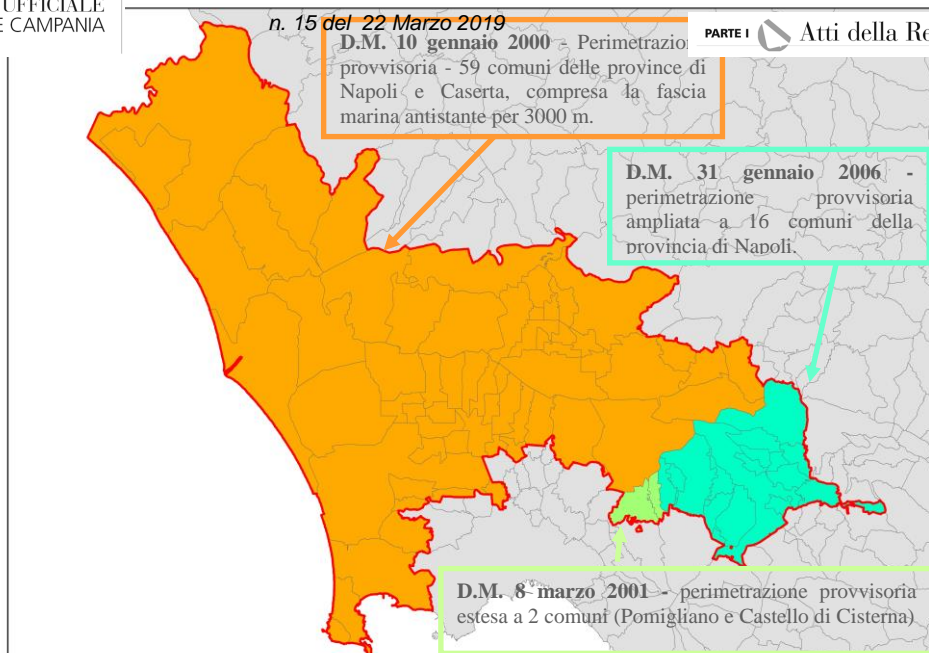 UFFICIALE
E CAMPANIA
n. 15 del 22 Marzo 2019
PARTE I Atti della Re
D.M. 10 gennaio 2000 - Perimetrazion
provvisoria - 59 comuni delle province di
Napoli e Caserta, compresa la fascia
marina antistante per 3000 m.
D.M. 31 gennaio 2006 -
perimetrazione provvisoria
ampliata a 16 comuni della
provincia di Napoli.
D.M. 8 marzo 2001 - perimetrazione provvisoria
estesa a 2 comuni (Pomigliano e Castello di Cisterna)